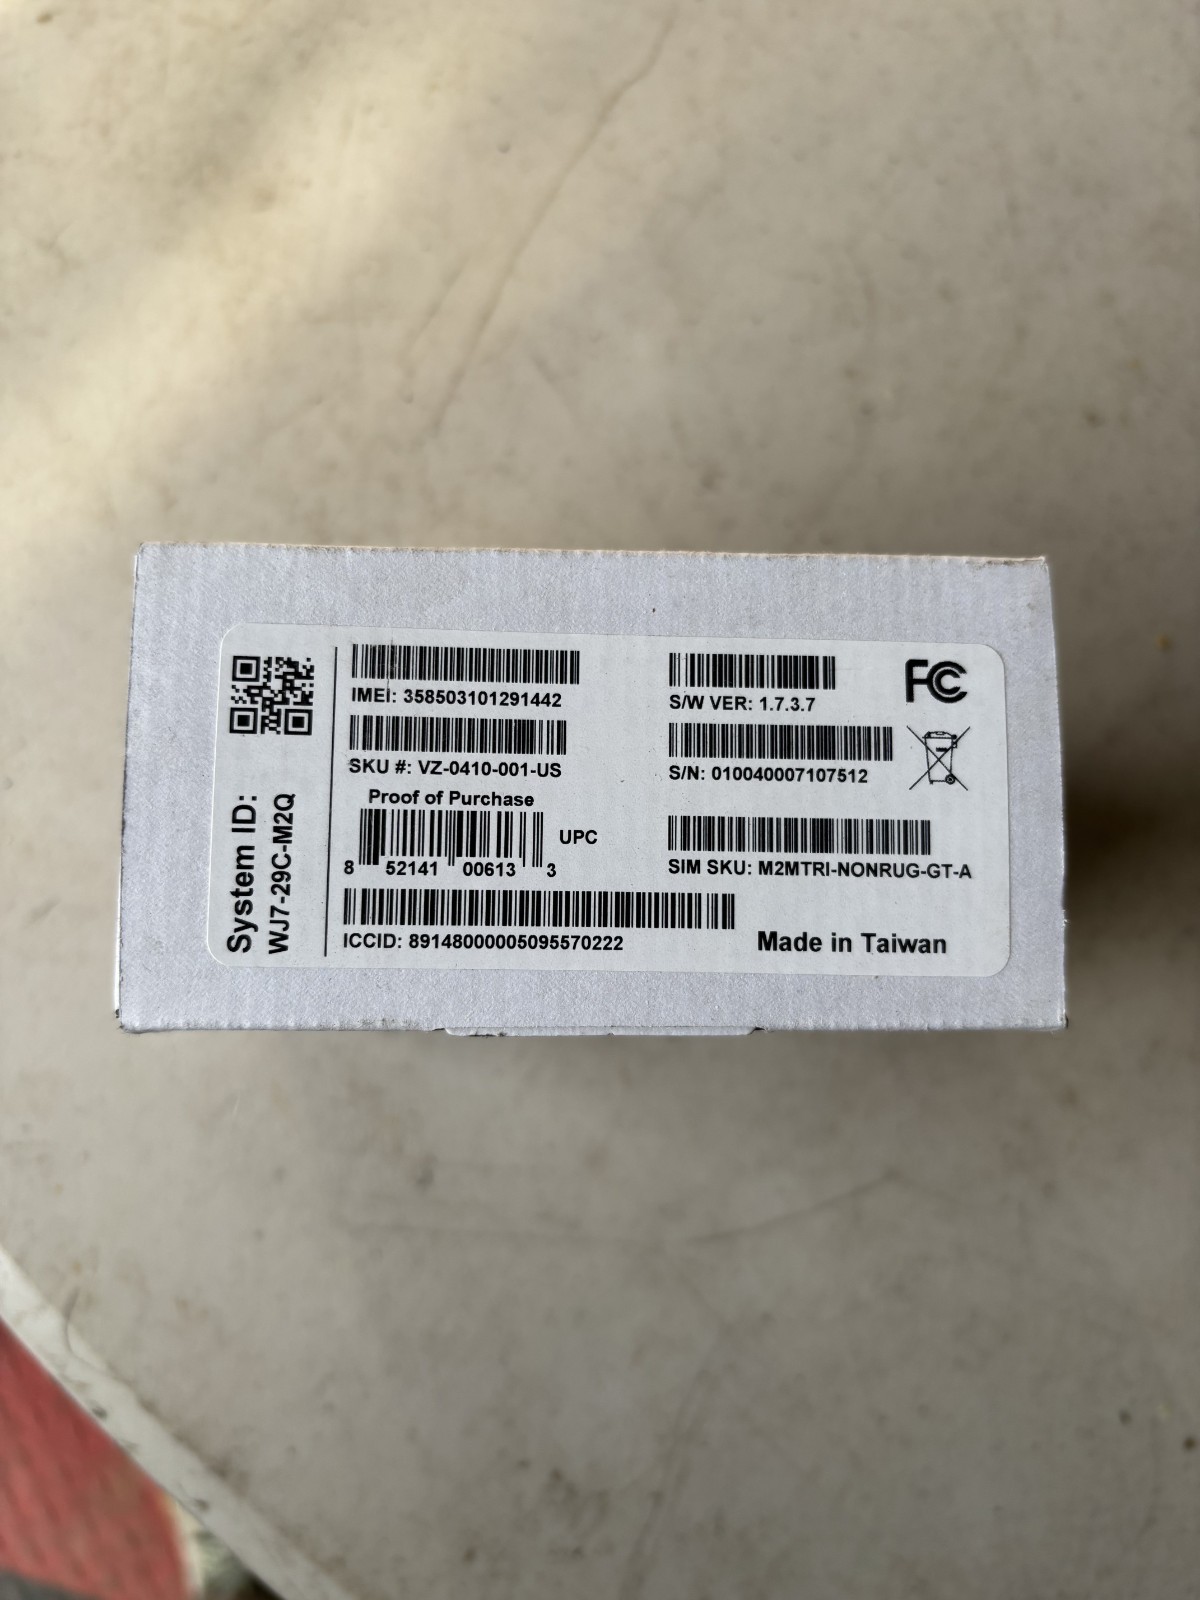 System ID:
WJ7-29C-M2Q
IMEI: 358503101291442
SKU #: VZ-0410-001-US
Proof of Purchase
UPC
8 52141 00613 3
ICCID: 89148000005095570222
S/W VER: 1.7.3.7
S/N: 010040007107512
SIM SKU: M2MTRI-NONRUG-GT-A
Made in Taiwan
FC